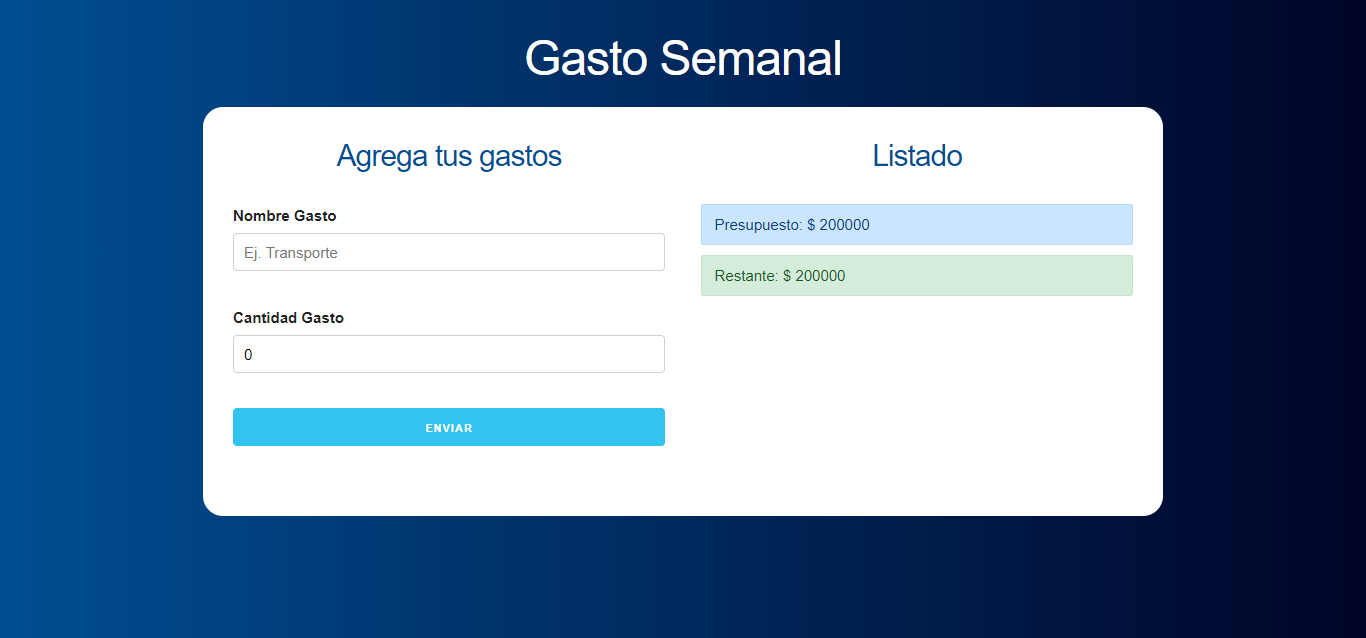 Gasto Semanal
Agrega tus gastos
Nombre Gasto
Ej. Transporte
Cantidad Gasto
0
ENVIAR
Listado
Presupuesto: $ 200000
Restante: $ 200000